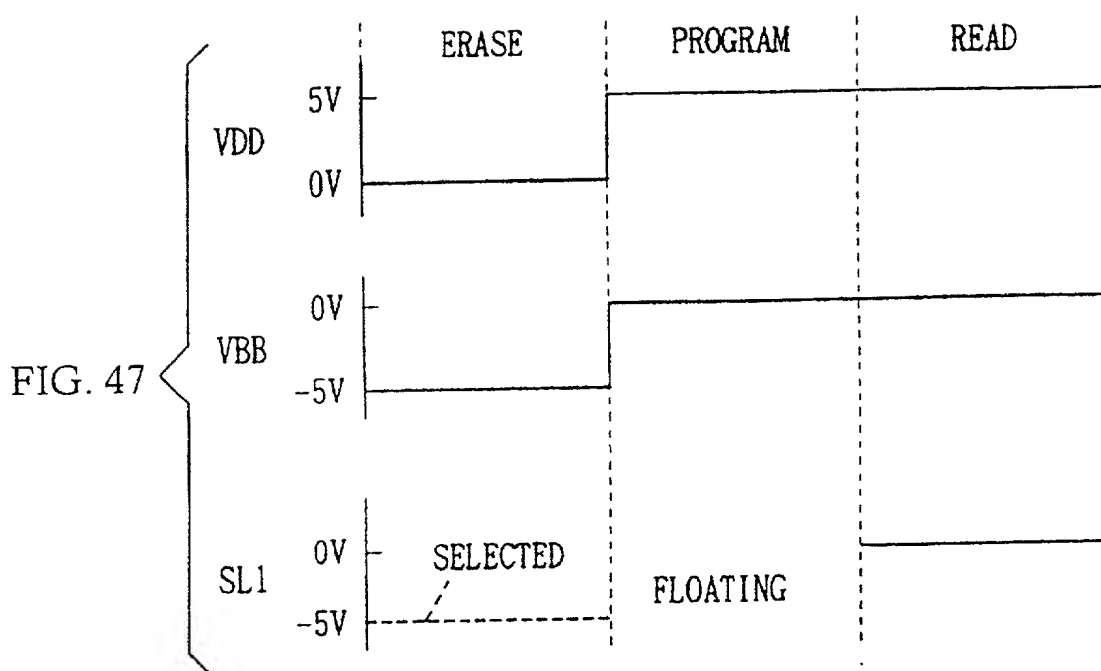 ERASE PROGRAM READ
5V
VDD
0V
0V
VBB
FIG. 47
-5V
0V
SELECTED
SL1
FLOATING
-5V